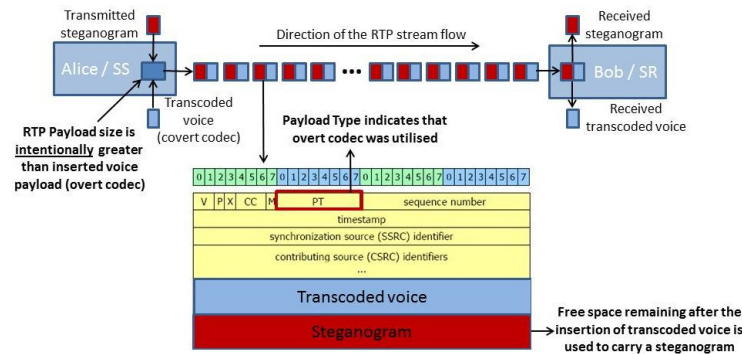 Transmitted
steganogram
Direction of the RTP stream flow
Received
steganogram
Alice / SS
Bob / SR
Transcoded
voice
(covert codec)
Received
transcoded voice
RTP Payload size is
intentionally greater
than inserted voice
payload (overt codec)
Payload Type indicates that
overt codec was utilised
0 1 2 3 4 5 6 7 0 1 2 3 4 5 6 7 0 1 2 3 4 5 6 7 0 1 2 3 4 5 6 7
V P X CC M PT sequence number
timestamp
synchronization source (SSRC) identifier
contributing source (CSRC) identifiers
...
Transcoded voice
Steganogram
Free space remaining after the
insertion of transcoded voice is
used to carry a steganogram